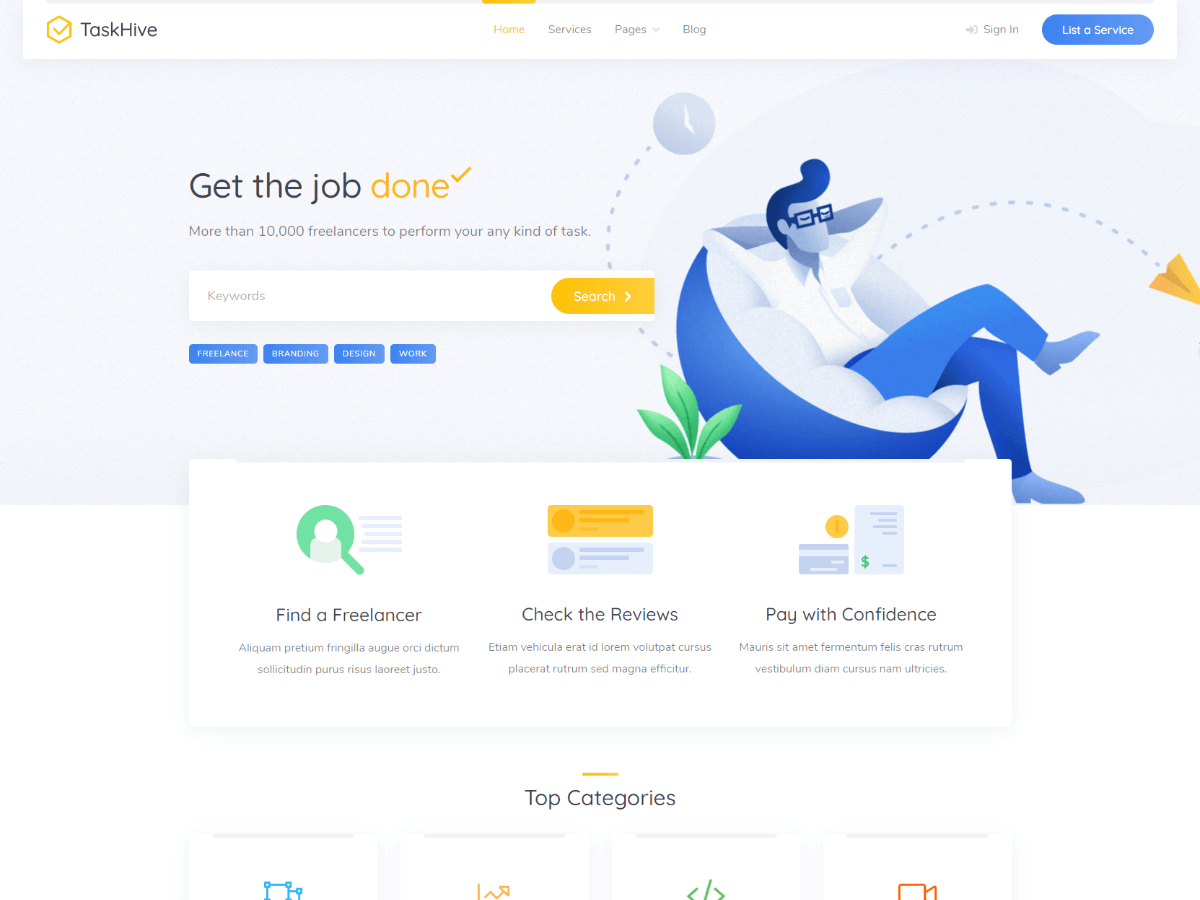 TaskHive
Home Services Pages Blog
Sign In
List a Service
Get the job done
More than 10,000 freelancers to perform your any kind of task.
Keywords
Search
FREELANCE BRANDING DESIGN WORK
$
Find a Freelancer
Aliquam pretium fringilla augue orci dictum
sollicitudin purus risus laoreet justo.
Check the Reviews
Etiam vehicula erat id lorem volutpat cursus
placerat rutrum sed magna efficitur.
Pay with Confidence
Mauris sit amet fermentum felis cras rutrum
vestibulum diam cursus nam ultricies.
Top Categories